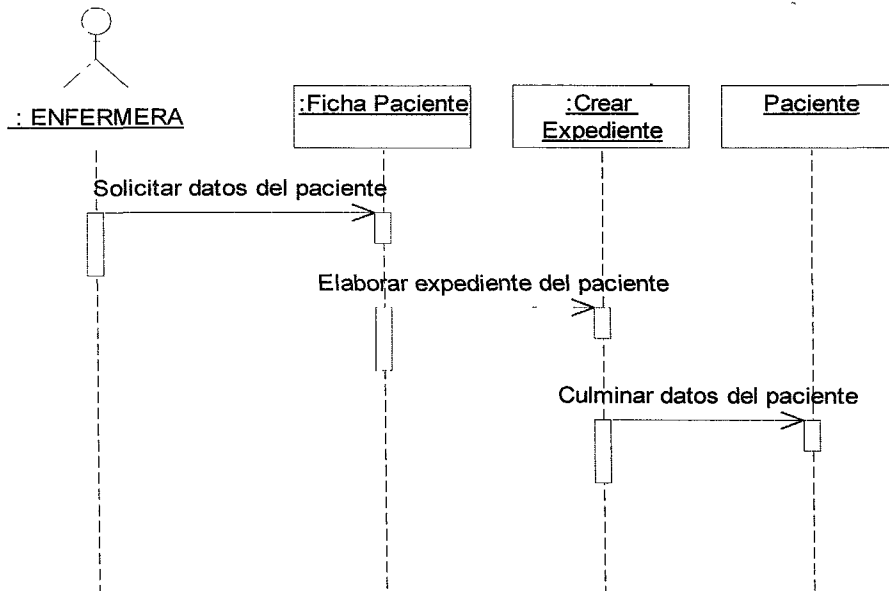 : ENFERMERA
:Ficha Paciente
:Crear
Expediente
Paciente
Solicitar datos del paciente
Elaborar expediente del paciente
Culminar datos del paciente